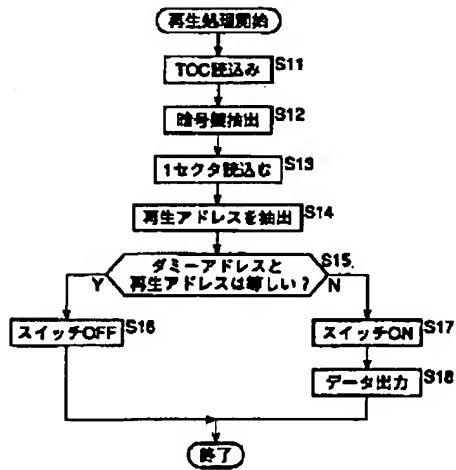 再生処理開始
TOC読込み
S11
暗号鍵抽出
S12
1セクタ読込む
S13
再生アドレスを抽出
S14
ダミーアドレスと
再生アドレスは等しい?
S15
Y
N
スイッチOFF
S16
スイッチON
S17
データ出力
S18
終了